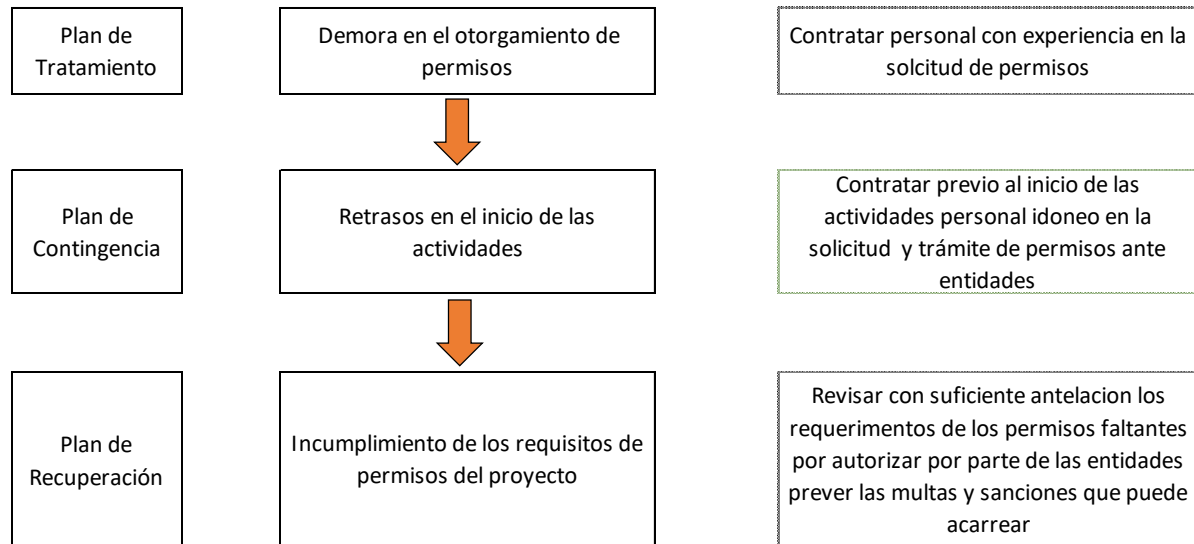 Plan de
Tratamiento
Demora en el otorgamiento de
permisos
Contratar personal con experiencia en la
solcitud de permisos
Plan de
Contingencia
Retrasos en el inicio de las
actividades
Contratar previo al inicio de las
actividades personal idoneo en la
solicitud y trámite de permisos ante
entidades
Plan de
Recuperación
Incumplimiento de los requisitos de
permisos del proyecto
Revisar con suficiente antelacion los
requerimentos de los permisos faltantes
por autorizar por parte de las entidades
prever las multas y sanciones que puede
acarrear